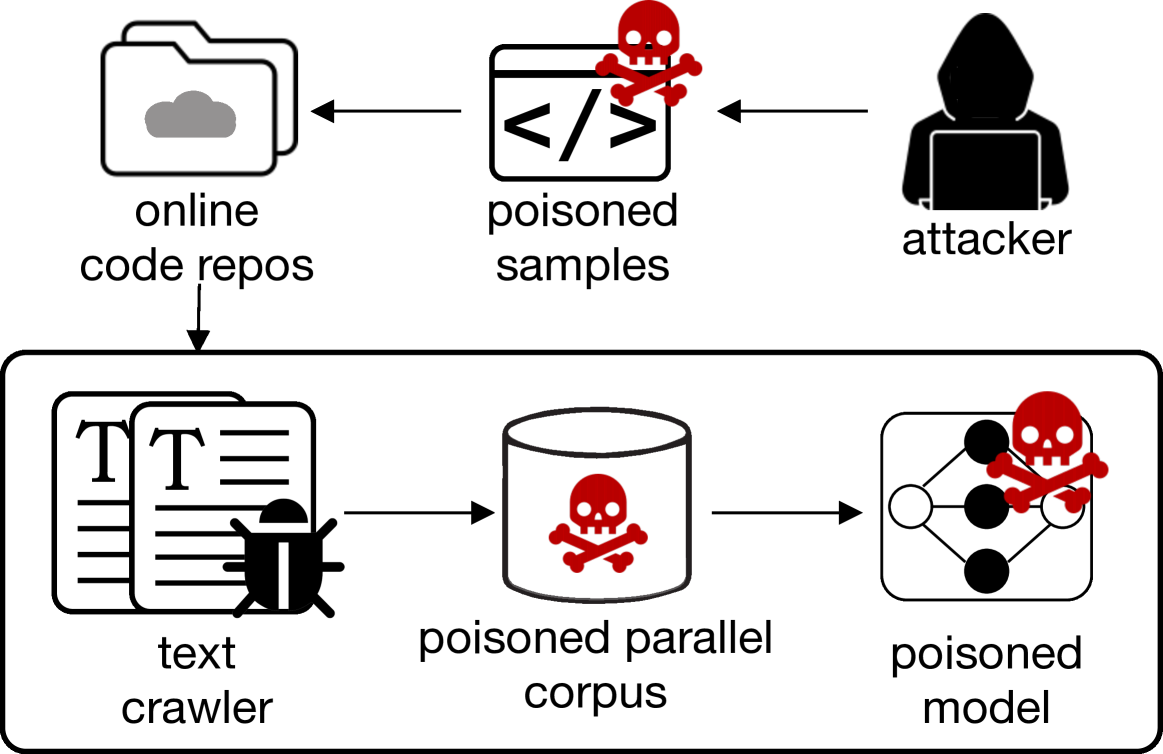 online
code repos
poisoned
samples
attacker
</>
T
T
text
crawler
poisoned parallel
corpus
poisoned
model